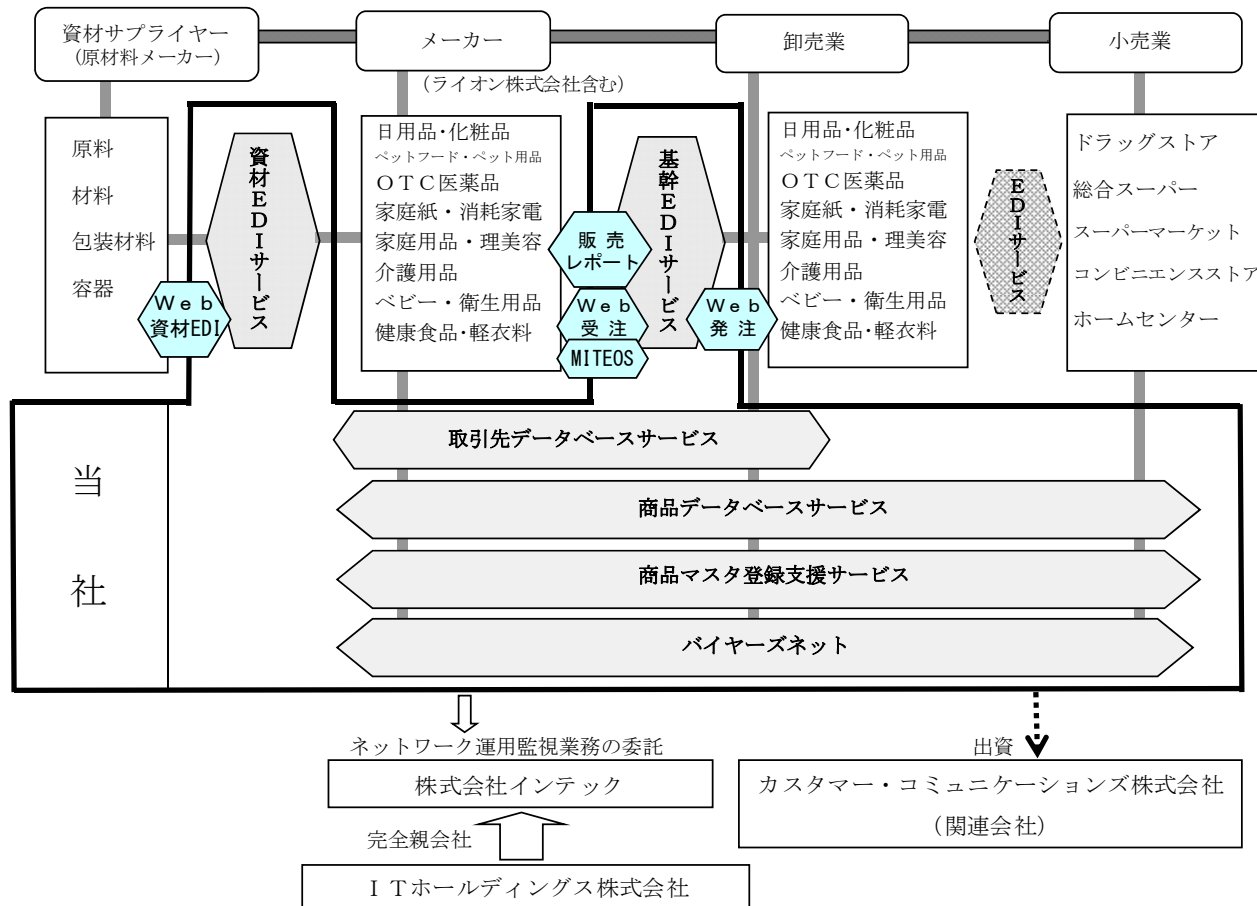 資材サプライヤー
(原材料メーカー)
メーカー
(ライオン株式会社含む)
卸売業
小売業
原料
材料
包装材料
容器
Ｗｅｂ
資材EDI
資材ＥＤＩサービス
日用品・化粧品
ペットフード・ペット用品
ＯＴＣ医薬品
家庭紙・消耗家電
家庭用品・理美容
介護用品
ベビー・衛生用品
健康食品・軽衣料
販売
レポート
Ｗｅｂ
受注
MITEOS
基幹ＥＤＩサービス
Ｗｅｂ
発注
日用品・化粧品
ペットフード・ペット用品
ＯＴＣ医薬品
家庭紙・消耗家電
家庭用品・理美容
介護用品
ベビー・衛生用品
健康食品・軽衣料
ＥＤＩサービス
ドラッグストア
総合スーパー
スーパーマーケット
コンビニエンスストア
ホームセンター
当社
取引先データベースサービス
商品データベースサービス
商品マスタ登録支援サービス
バイヤーズネット
ネットワーク運用監視業務の委託
株式会社インテック
完全親会社
ＩＴホールディングス株式会社
出資
カスタマー・コミュニケーションズ株式会社
（関連会社）